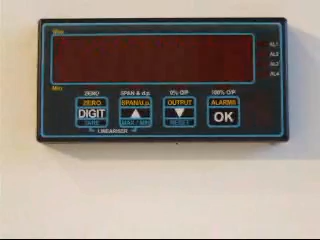 Max
AL1
AL2
AL3
AL4
Min
ZERO SPAN & d.p. 0% O/P 100% O/P
ZERO SPAN/d.p. OUTPUT ALARMS
DIGIT OK
TARE MAX / MIN RESET
LINEARISER